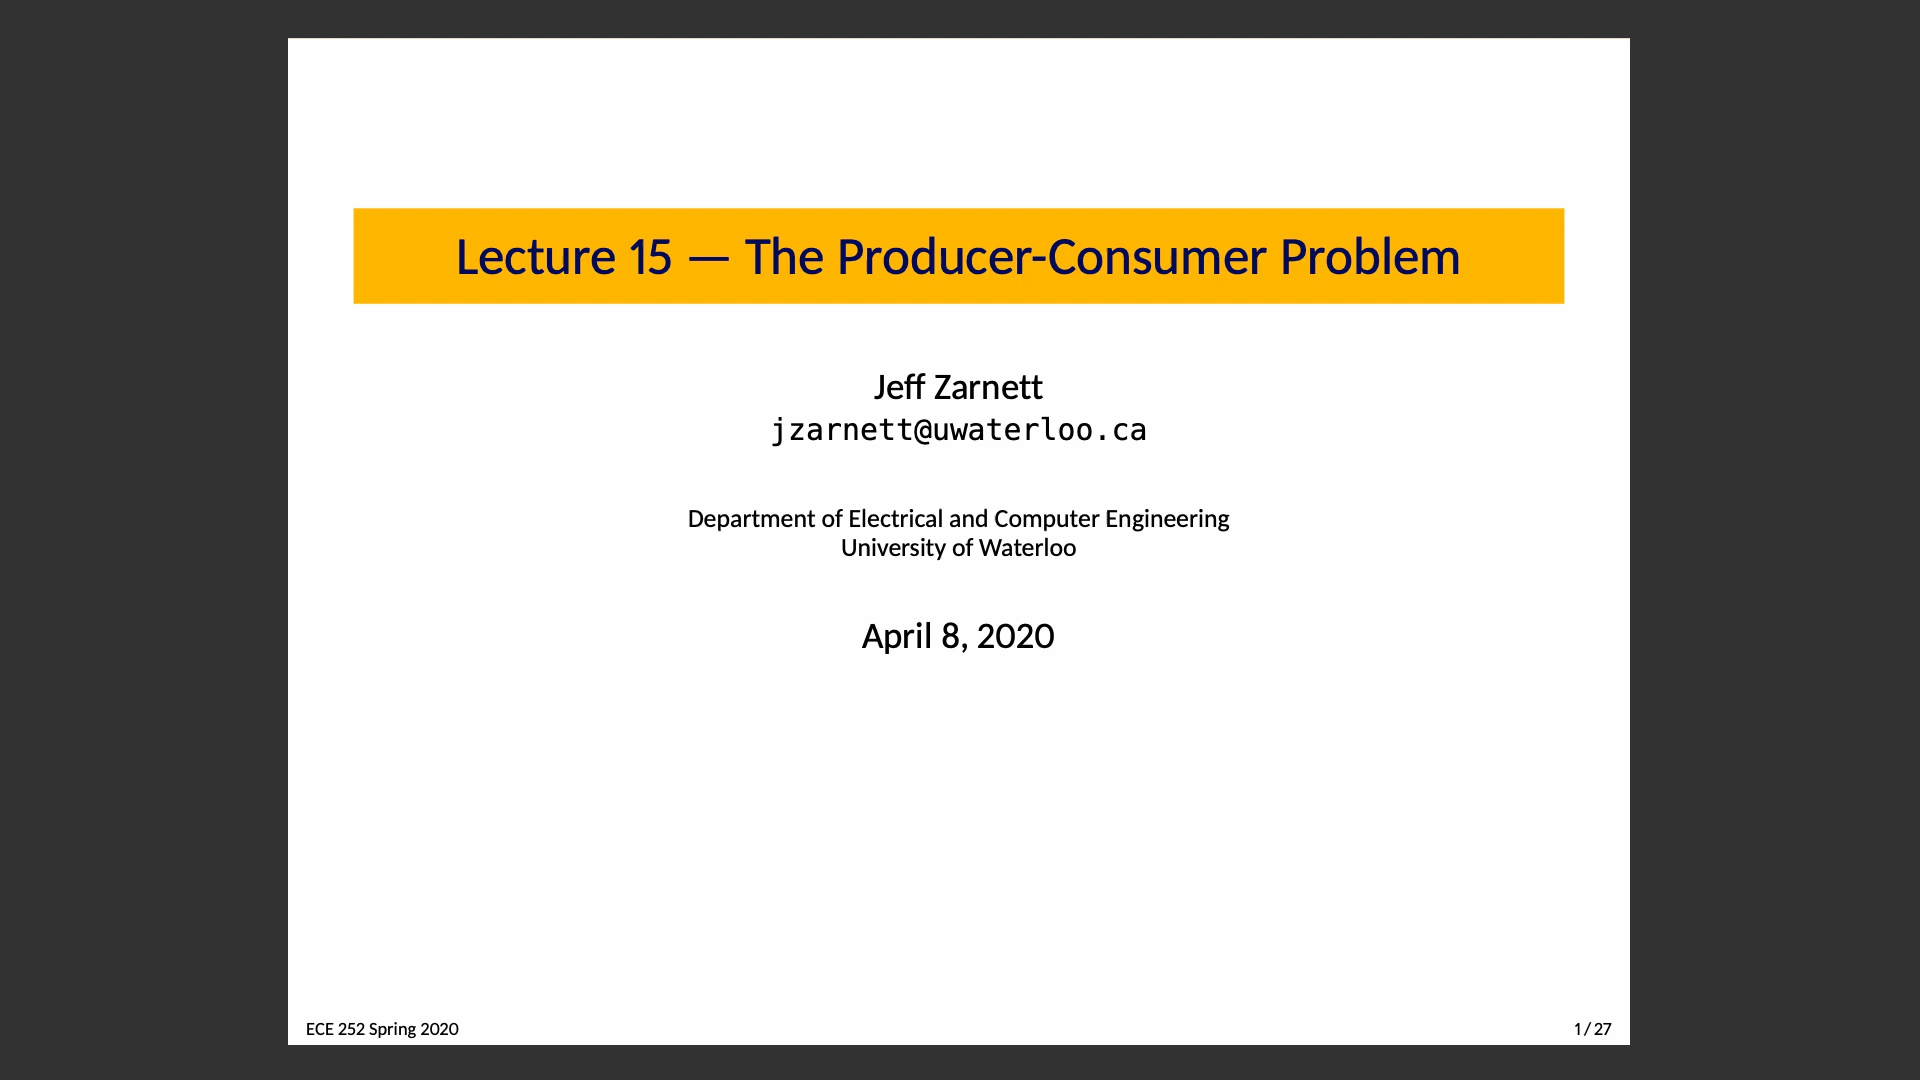 Lecture 15 — The Producer-Consumer Problem
Jeff Zarnett
jzarnett@uwaterloo.ca
Department of Electrical and Computer Engineering
University of Waterloo
April 8, 2020
ECE 252 Spring 2020
1 / 27